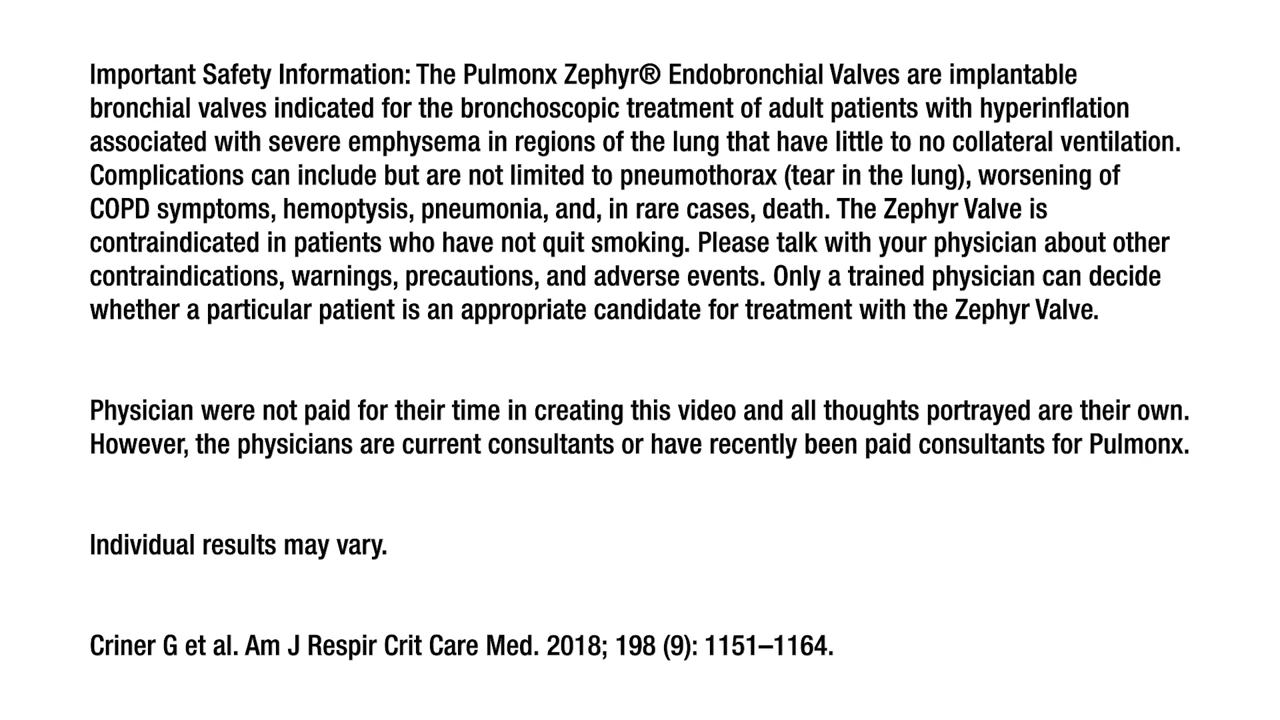 Important Safety Information: The Pulmonx Zephyr® Endobronchial Valves are implantable
bronchial valves indicated for the bronchoscopic treatment of adult patients with hyperinflation
associated with severe emphysema in regions of the lung that have little to no collateral ventilation.
Complications can include but are not limited to pneumothorax (tear in the lung), worsening of
COPD symptoms, hemoptysis, pneumonia, and, in rare cases, death. The Zephyr Valve is
contraindicated in patients who have not quit smoking. Please talk with your physician about other
contraindications, warnings, precautions, and adverse events. Only a trained physician can decide
whether a particular patient is an appropriate candidate for treatment with the Zephyr Valve.
Physician were not paid for their time in creating this video and all thoughts portrayed are their own.
However, the physicians are current consultants or have recently been paid consultants for Pulmonx.
Individual results may vary.
Criner G et al. Am J Respir Crit Care Med. 2018; 198 (9): 1151–1164.